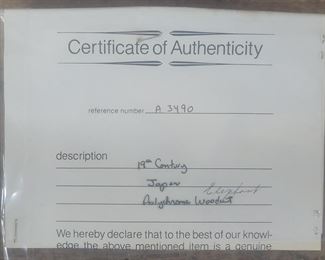 Certificate of Authenticity
reference number A 3490
description
19th Century
Japan Elephant
Polychrome Woodcut
We hereby declare that to the best of our knowl-
edge the above mentioned item is a genuine